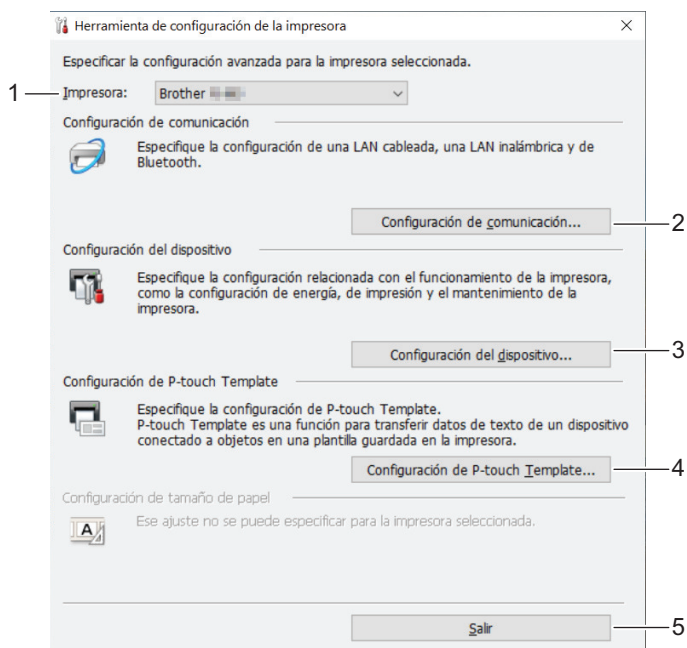 Herramienta de configuración de la impresora
Especificar la configuración avanzada para la impresora seleccionada.
1
Impresora:
Brother
Configuración de comunicación
Especifique la configuración de una LAN cableada, una LAN inalámbrica y de
Bluetooth.
Configuración de comunicación...
2
Configuración del dispositivo
Especifique la configuración relacionada con el funcionamiento de la impresora,
como la configuración de energía, de impresión y el mantenimiento de la
impresora.
Configuración del dispositivo...
3
Configuración de P-touch Template
Especifique la configuración de P-touch Template.
P-touch Template es una función para transferir datos de texto de un dispositivo
conectado a objetos en una plantilla guardada en la impresora.
Configuración de P-touch Template...
4
Configuración de tamaño de papel
A
Ese ajuste no se puede especificar para la impresora seleccionada.
Salir
5